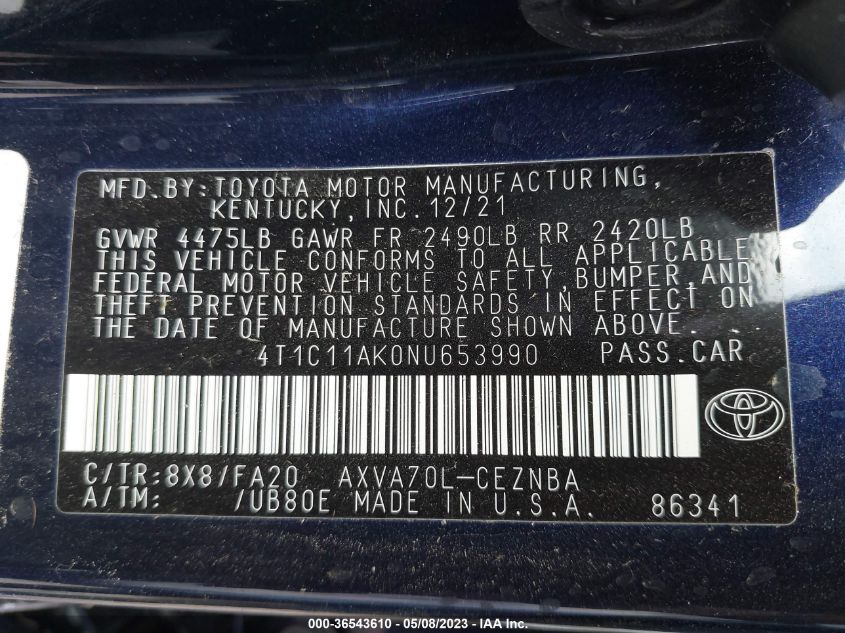 MFD.BY:TOYOTA MOTOR MANUFACTURING,
KENTUCKY,INC.12/21
GVWR 4475LB GAWR FR 2490LB RR 2420LB
THIS VEHICLE CONFORMS TO ALL APPLICABLE
FEDERAL MOTOR VEHICLE SAFETY,BUMPER,AND
THEFT PREVENTION STANDARDS IN EFFECT ON
THE DATE OF MANUFACTURE SHOWN ABOVE.
4T1C11AK0NU653990 PASS.CAR
C/TR:8X8/FA20 AXVA70L-CEZNBA
A/TM: /UB80E MADE IN U.S.A. 86341
000-36543610 - 05/08/2023 - IAA Inc.